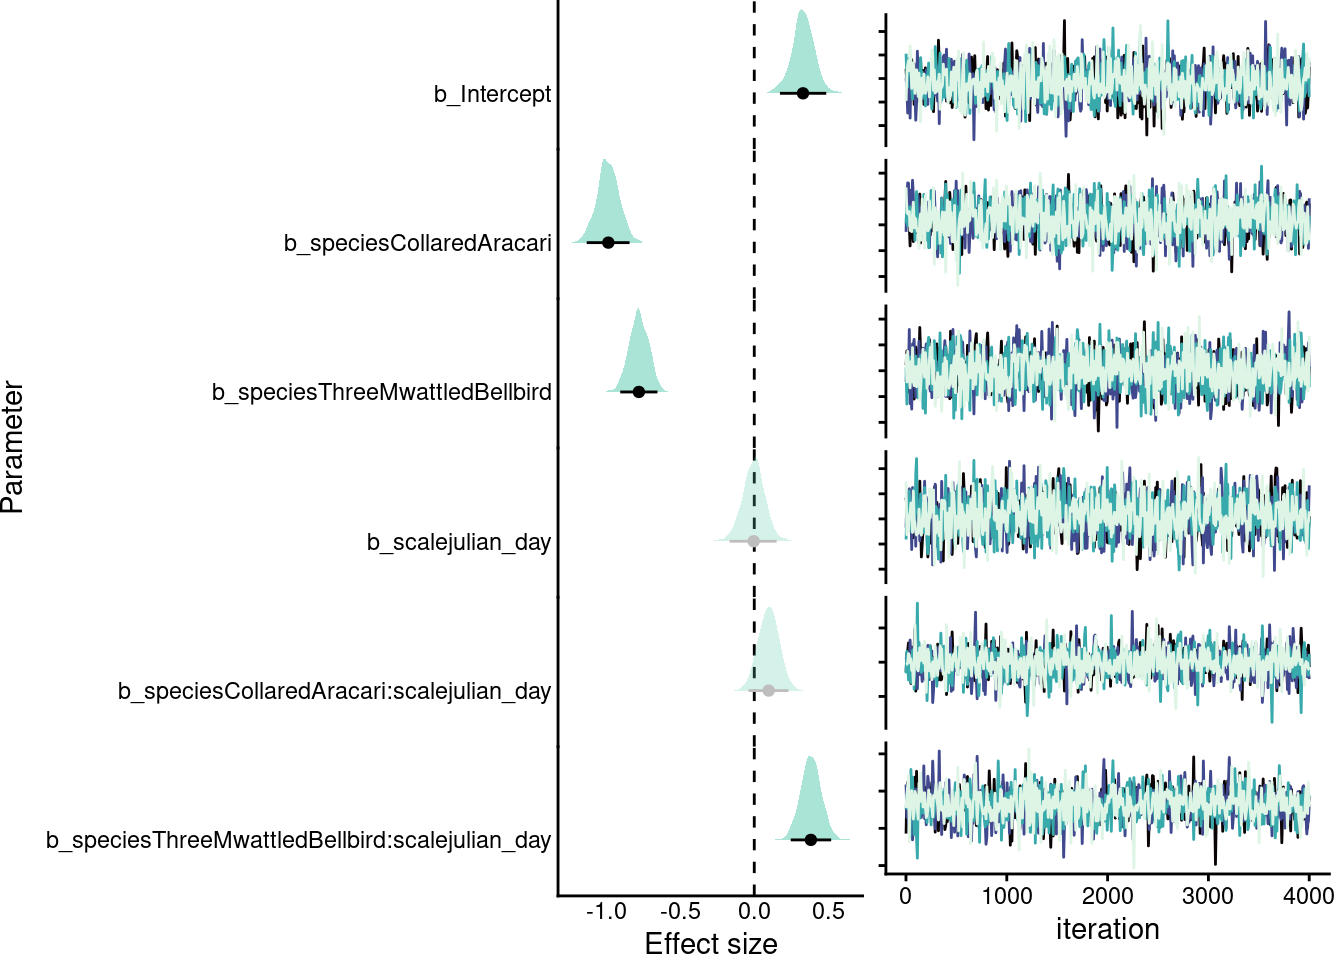 Parameter
b_Intercept
b_speciesCollaredAracari
b_speciesThreeMwattledBellbird
b_scalejulian_day
b_speciesCollaredAracari:scalejulian_day
b_speciesThreeMwattledBellbird:scalejulian_day
-1.0 -0.5 0.0 0.5
Effect size
0 1000 2000 3000 4000
iteration